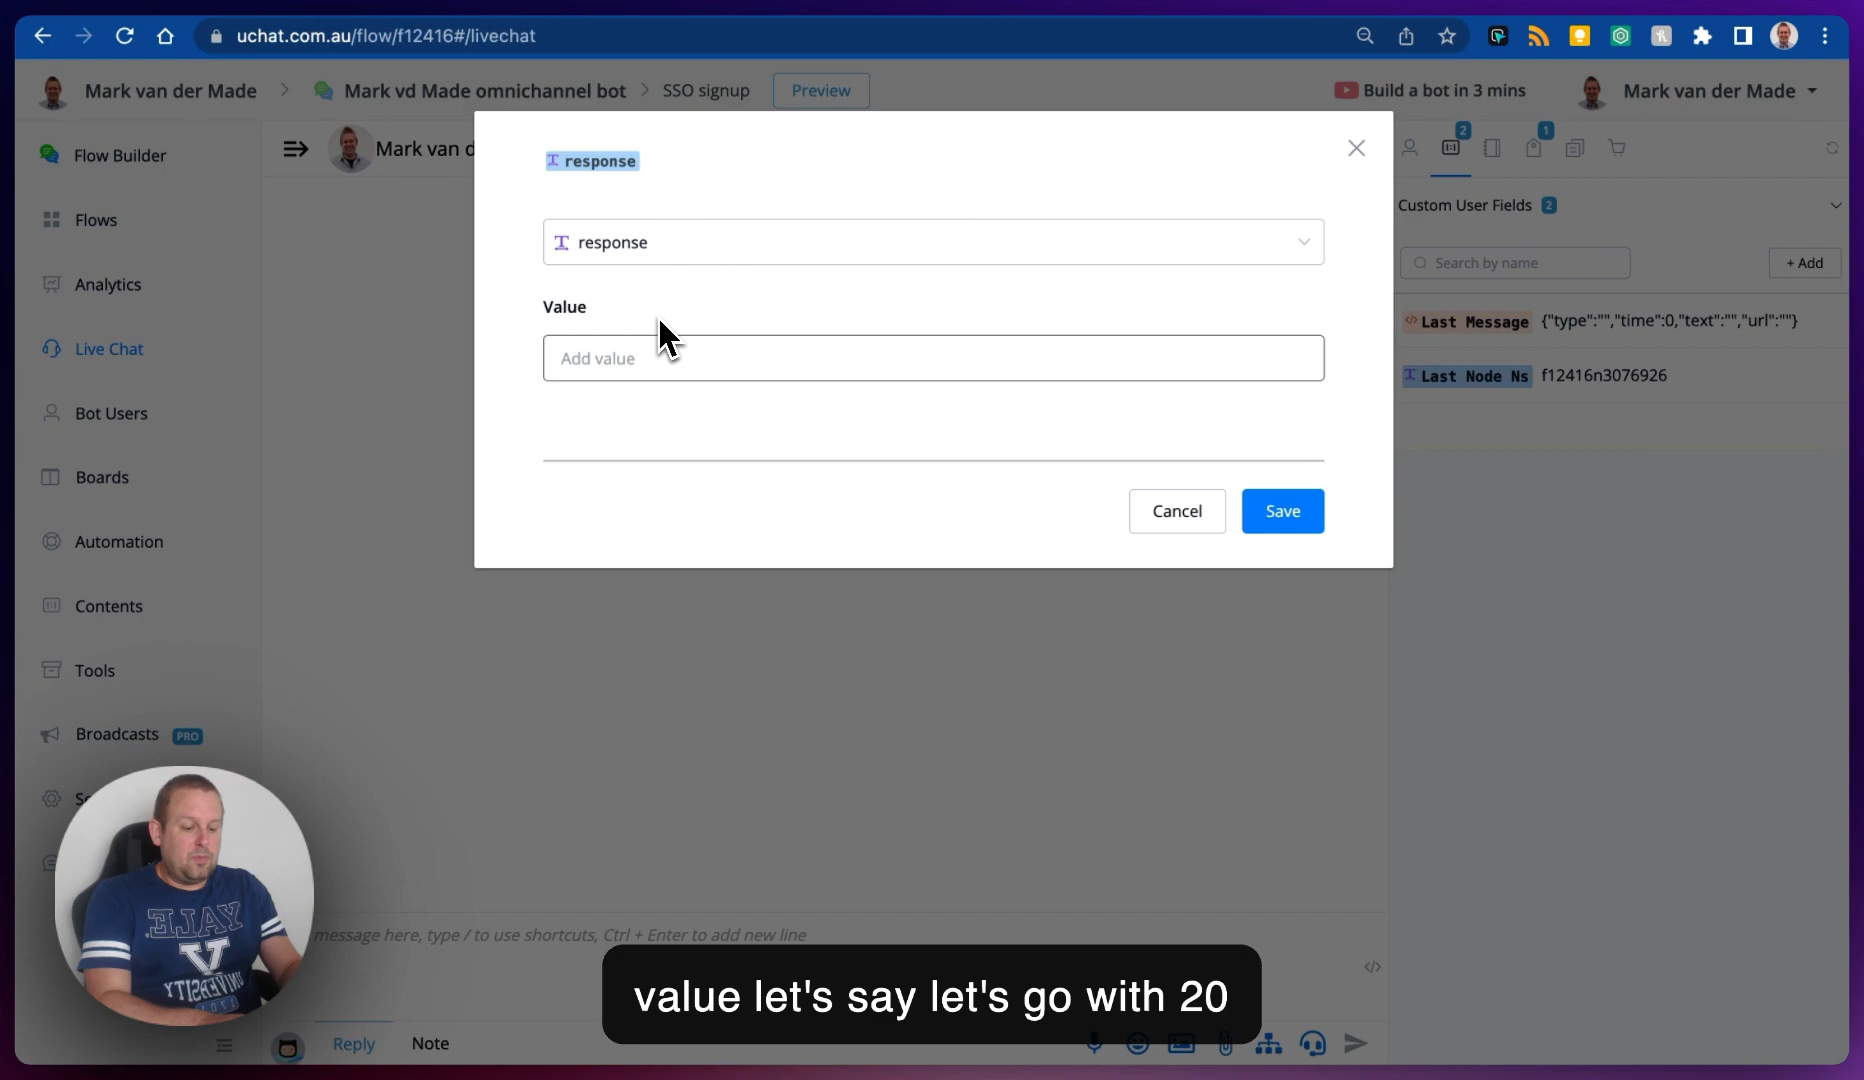 uchat.com.au/flow/f12416#/livechat
Mark van der Made > Mark vd Made omnichannel bot > SSO signup Preview
Build a bot in 3 mins Mark van der Made
Flow Builder
Flows
Analytics
Live Chat
Bot Users
Boards
Automation
Contents
Tools
Broadcasts PRO
Mark van d
response
response
Value
Add value
Cancel Save
2 1
Custom User Fields 2
Search by name + Add
Last Message {"type":"","time":0,"text":"","url":""}
Last Node Ns f12416n3076926
message here, type / to use shortcuts, Ctrl + Enter to add new line
value let's say let's go with 20
Reply Note